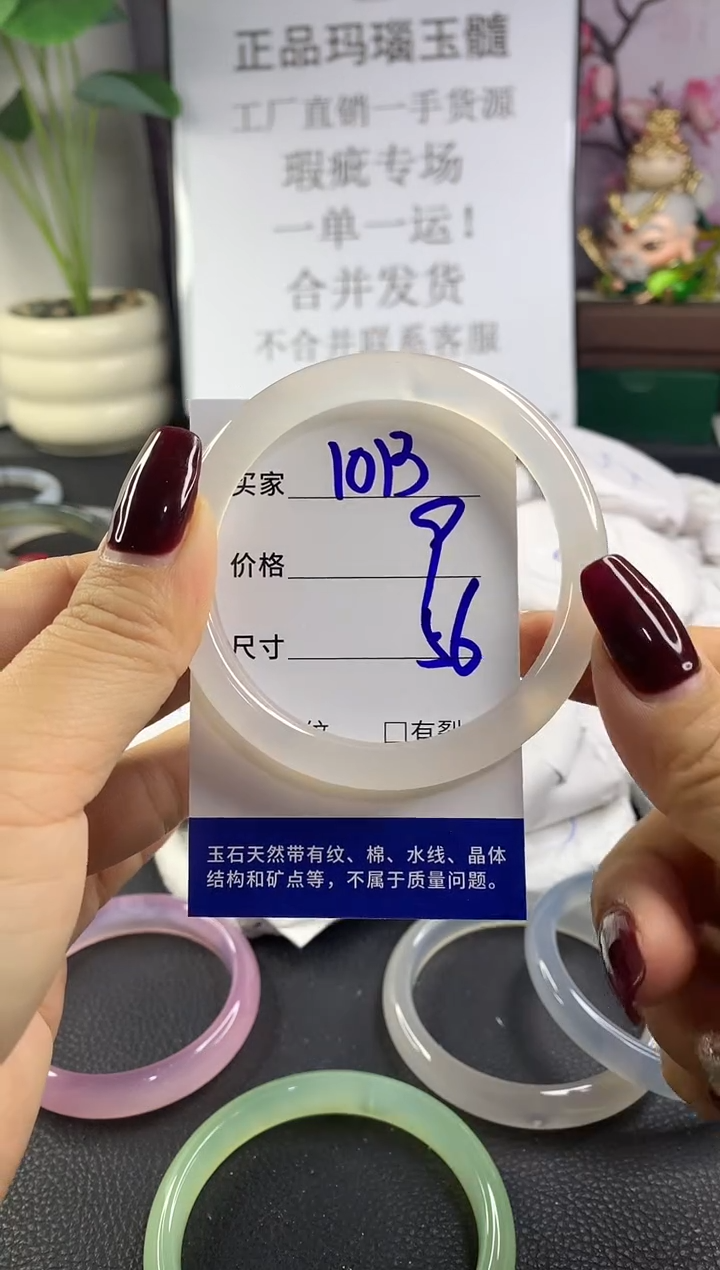 正品玛瑙玉髓
工厂直销一手货源
瑕疵专场
一单一运!
合并发货
不合并联系客服
买家 1013
价格 9
尺寸 56
纹 □有裂
玉石天然带有纹、棉、水线、晶体
结构和矿点等，不属于质量问题。